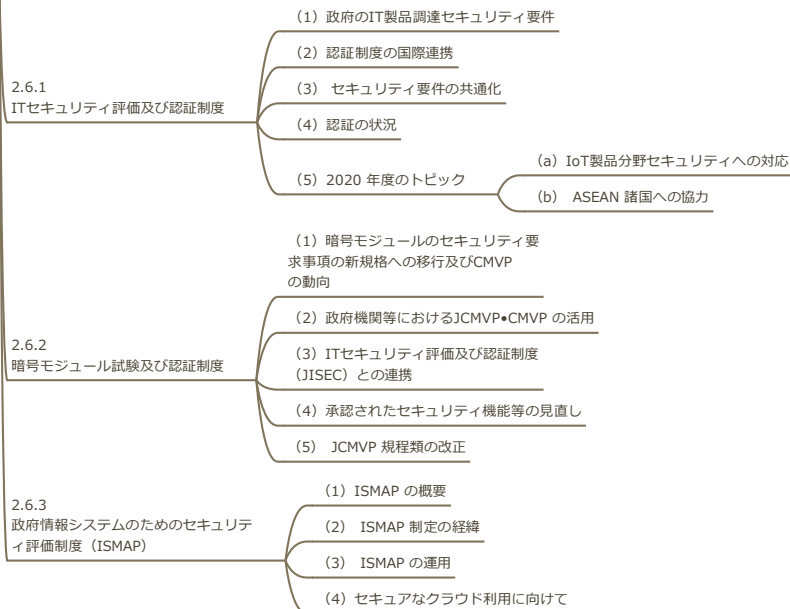 2.6.1
ITセキュリティ評価及び認証制度
（1）政府のIT製品調達セキュリティ要件
（2）認証制度の国際連携
（3） セキュリティ要件の共通化
（4）認証の状況
（5）2020 年度のトピック
（a）IoT製品分野セキュリティへの対応
（b） ASEAN 諸国への協力
2.6.2
暗号モジュール試験及び認証制度
（1）暗号モジュールのセキュリティ要
求事項の新規格への移行及びCMVP
の動向
（2）政府機関等におけるJCMVP•CMVP の活用
（3）ITセキュリティ評価及び認証制度
（JISEC）との連携
（4）承認されたセキュリティ機能等の見直し
（5） JCMVP 規程類の改正
2.6.3
政府情報システムのためのセキュリテ
ィ評価制度（ISMAP）
（1）ISMAP の概要
（2） ISMAP 制定の経緯
（3） ISMAP の運用
（4）セキュアなクラウド利用に向けて